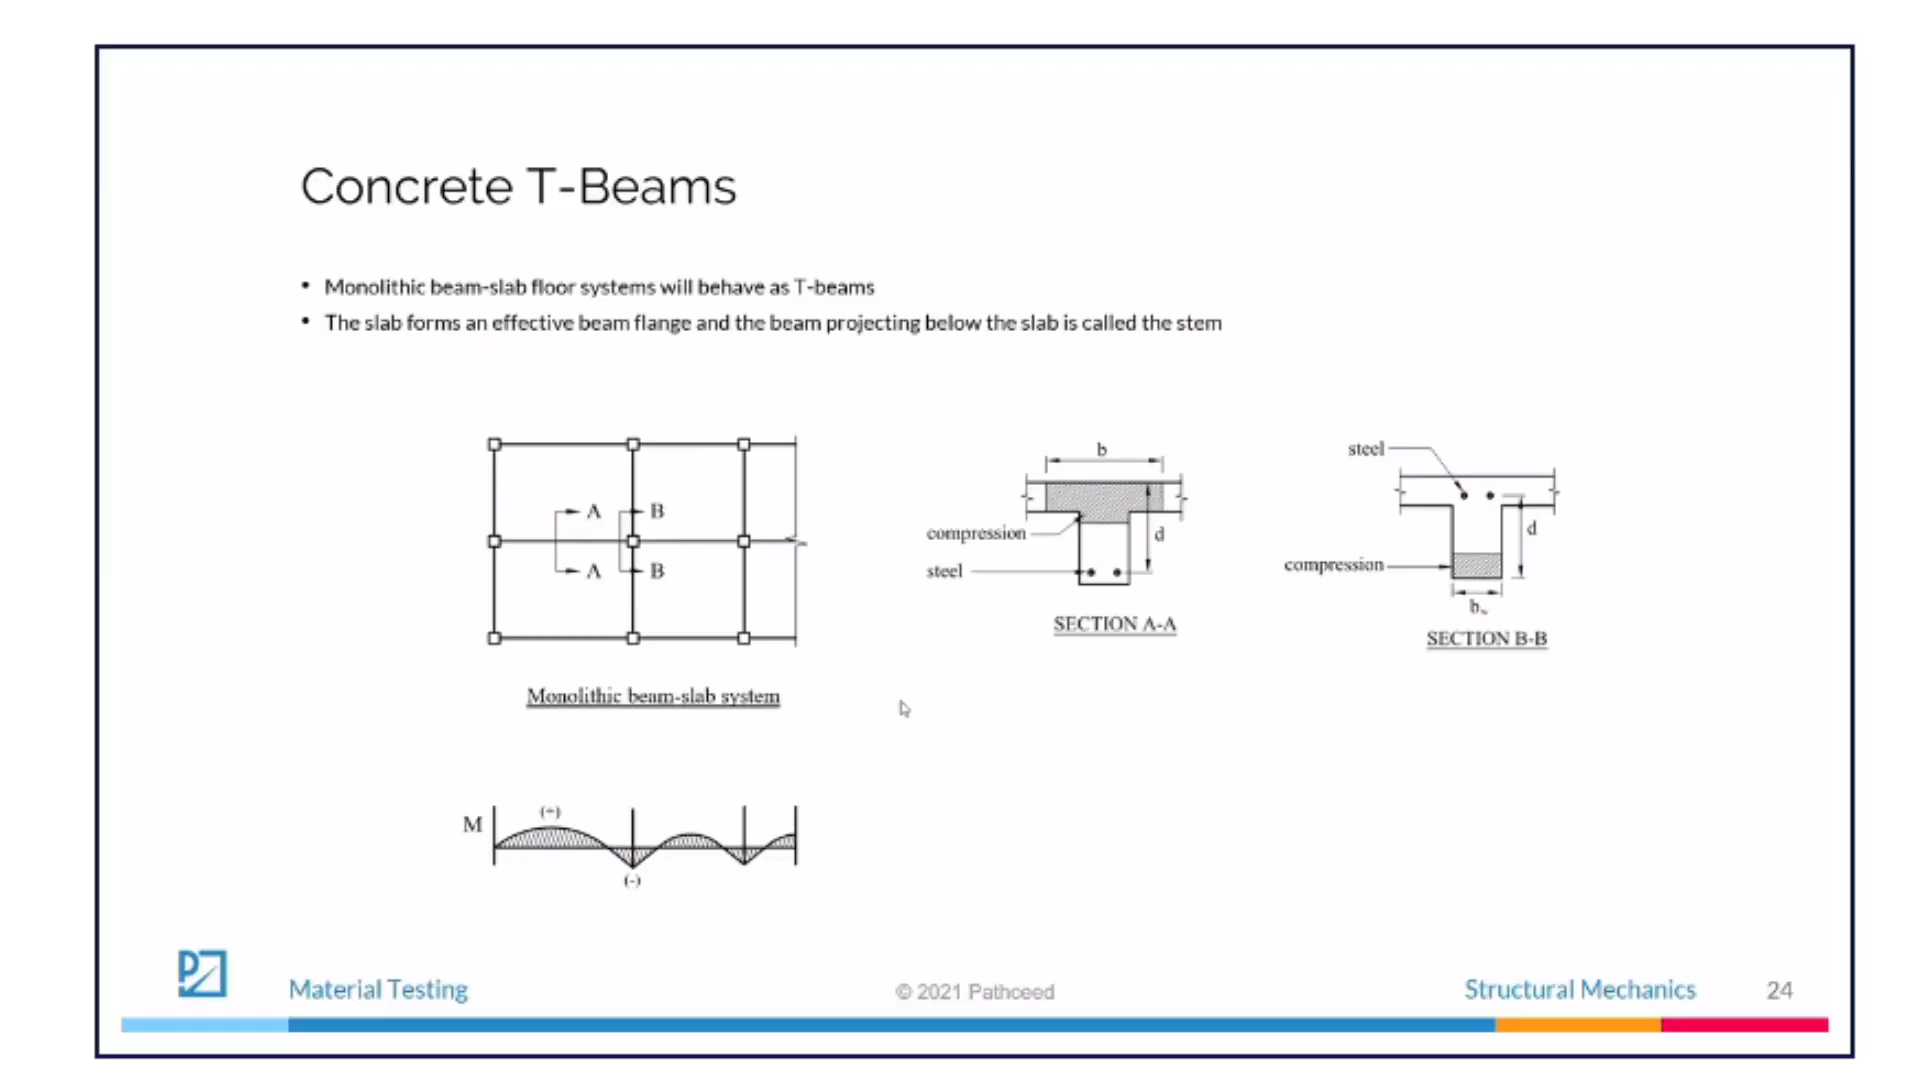 Concrete T-Beams
• Monolithic beam-slab floor systems will behave as T-beams
• The slab forms an effective beam flange and the beam projecting below the slab is called the stem
A
B
A
B
Monolithic beam-slab system
b
compression
d
steel
SECTION A-A
steel
d
compression
b
SECTION B-B
M
(+)
(-)
Material Testing
© 2021 Pathceed
Structural Mechanics
24